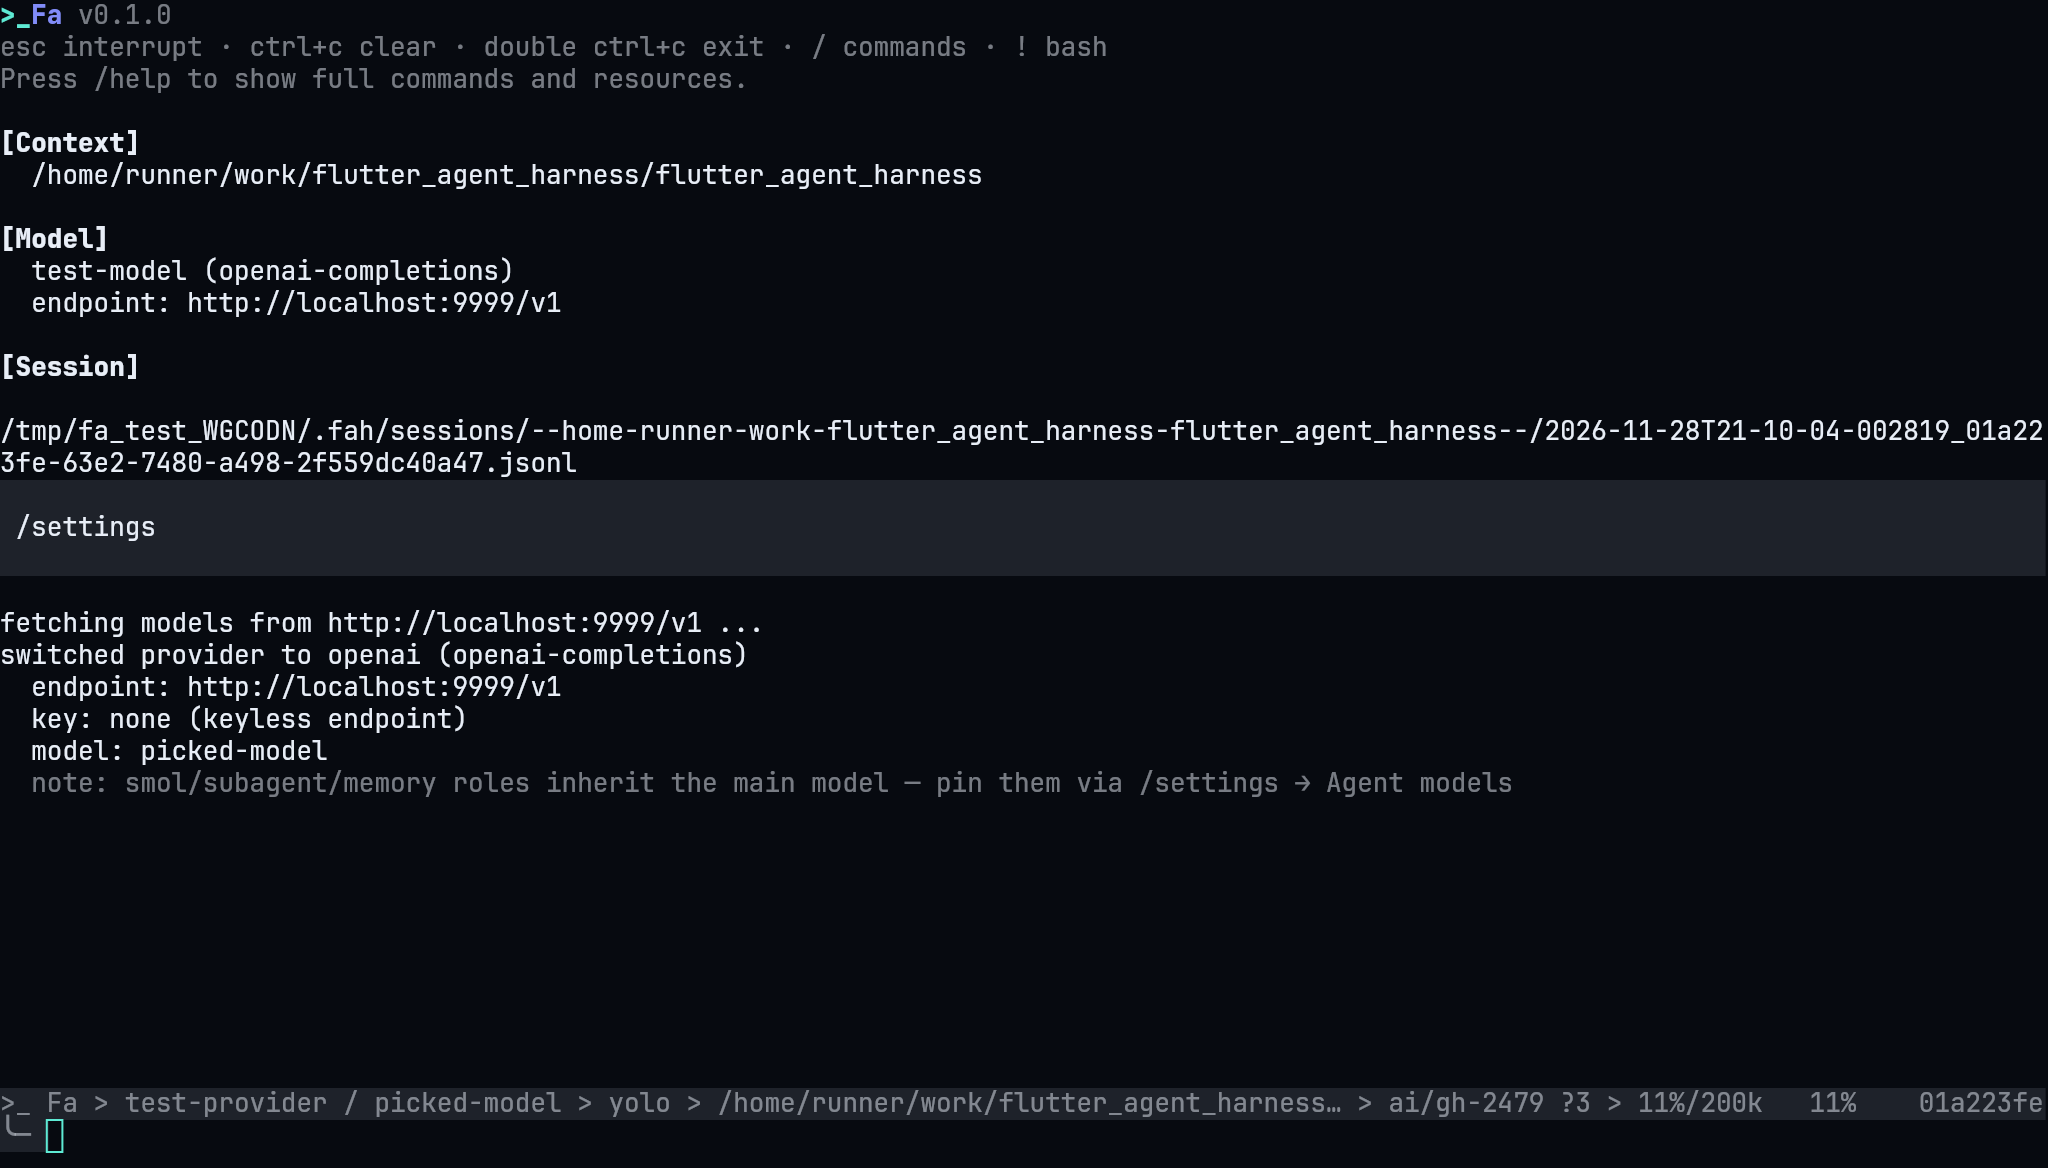 >_Fa v0.1.0
esc interrupt · ctrl+c clear · double ctrl+c exit · / commands · ! bash
Press /help to show full commands and resources.
[Context]
/home/runner/work/flutter_agent_harness/flutter_agent_harness
[Model]
test-model (openai-completions)
endpoint: http://localhost:9999/v1
[Session]
/tmp/fa_test_WGCODN/.fah/sessions/--home-runner-work-flutter_agent_harness-flutter_agent_harness--/2026-11-28T21-10-04-002819_01a22
3fe-63e2-7480-a498-2f559dc40a47.jsonl
/settings
fetching models from http://localhost:9999/v1 ...
switched provider to openai (openai-completions)
endpoint: http://localhost:9999/v1
key: none (keyless endpoint)
model: picked-model
note: smol/subagent/memory roles inherit the main model — pin them via /settings → Agent models
>_ Fa > test-provider / picked-model > yolo > /home/runner/work/flutter_agent_harness… > ai/gh-2479 ?3 > 11%/200k 11% 01a223fe